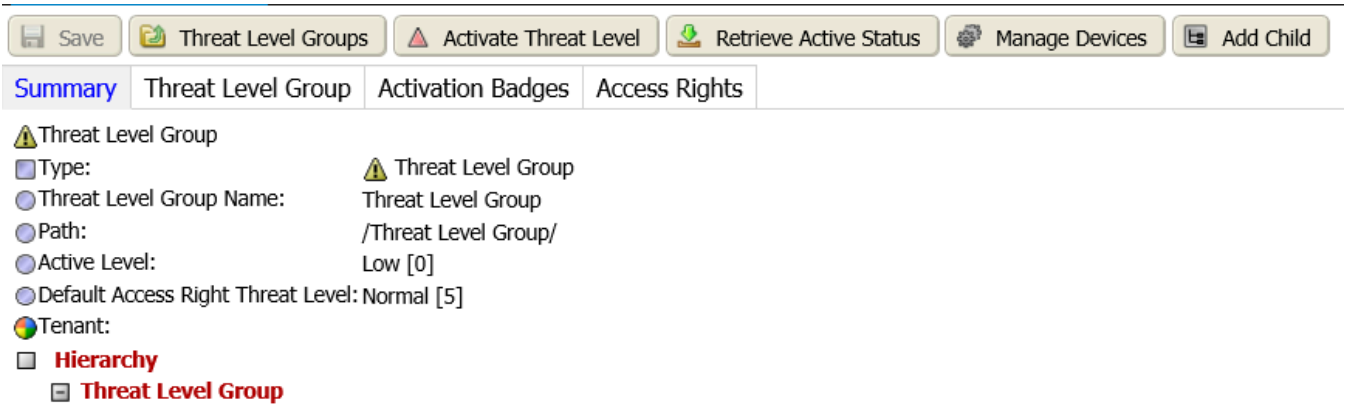 Save Threat Level Groups Activate Threat Level Retrieve Active Status Manage Devices Add Child
Summary Threat Level Group Activation Badges Access Rights
Threat Level Group
Type: Threat Level Group
Threat Level Group Name: Threat Level Group
Path: /Threat Level Group/
Active Level: Low [0]
Default Access Right Threat Level: Normal [5]
Tenant:
Hierarchy
Threat Level Group